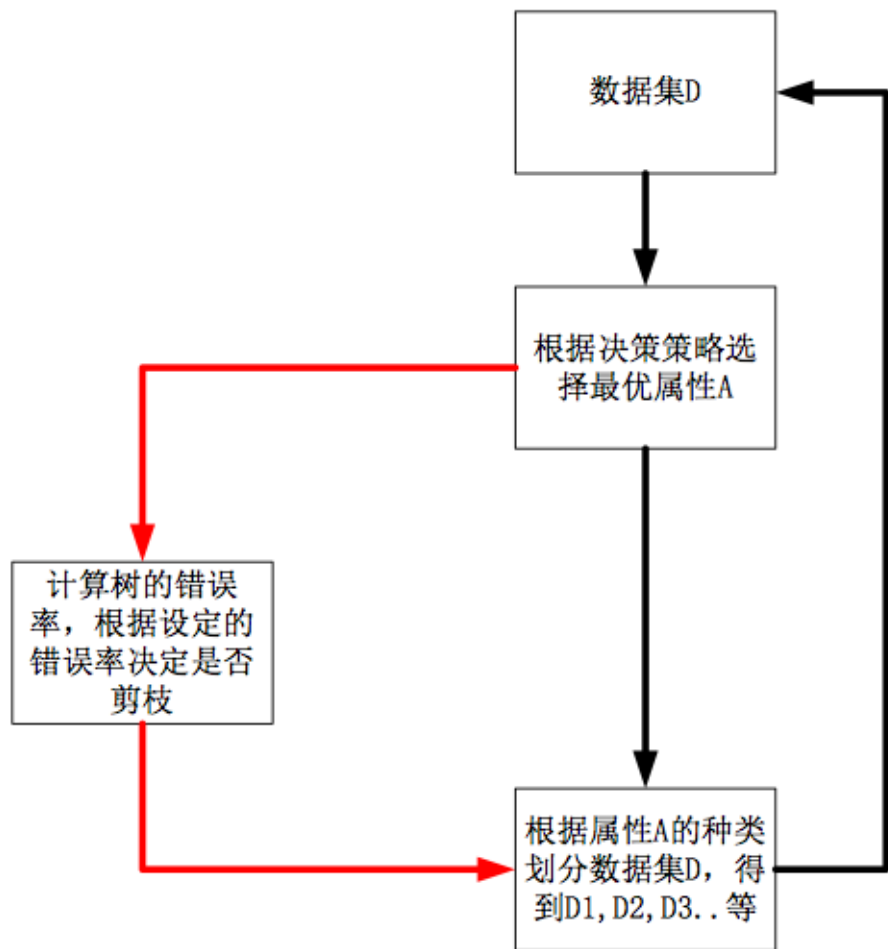 数据集D
根据决策策略选
择最优属性A
计算树的错误
率，根据设定的
错误率决定是否
剪枝
根据属性A的种类
划分数据集D，得
到D1,D2,D3..等